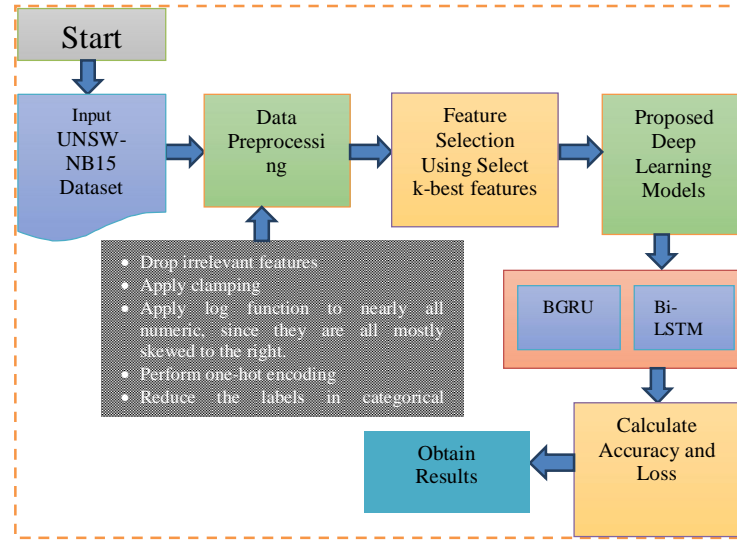 Start
Input
UNSW-
NB15
Dataset
Data
Preprocessi
ng
Feature
Selection
Using Select
k-best features
Proposed
Deep
Learning
Models
• Drop irrelevant features
• Apply clamping
• Apply log function to nearly all
numeric, since they are all mostly
skewed to the right.
• Perform one-hot encoding
• Reduce the labels in categorical
BGRU
Bi-
LSTM
Calculate
Accuracy and
Loss
Obtain
Results